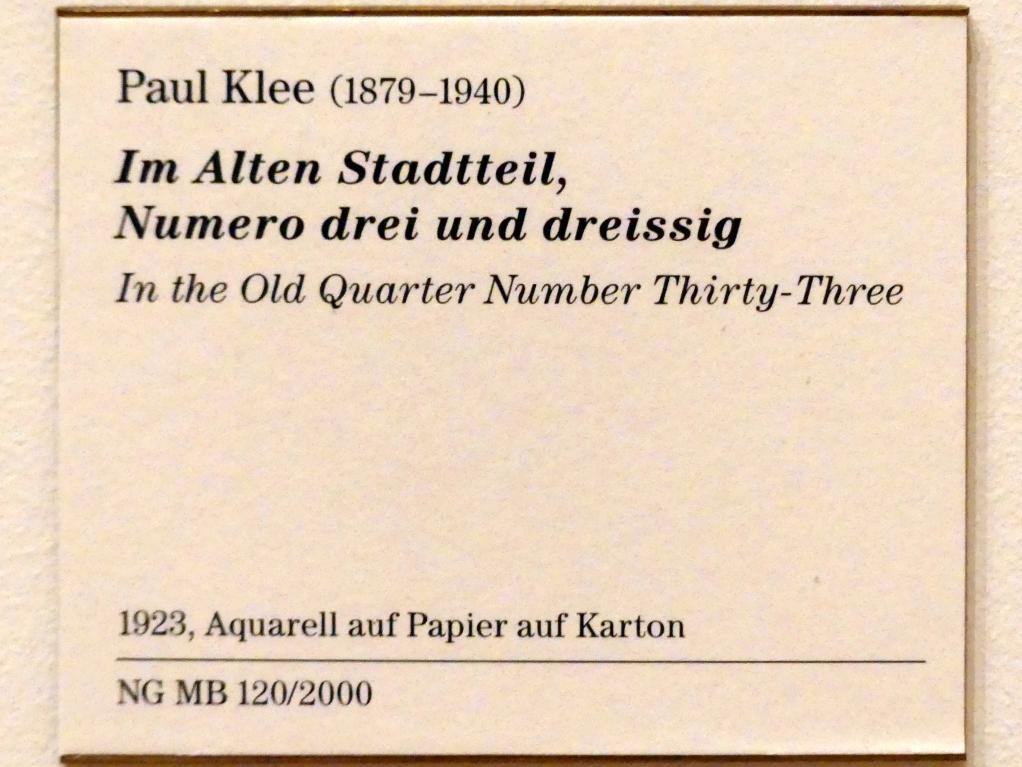 Paul Klee (1879–1940)
Im Alten Stadtteil,
Numero drei und dreissig
In the Old Quarter Number Thirty-Three
1923, Aquarell auf Papier auf Karton
NG MB 120/2000